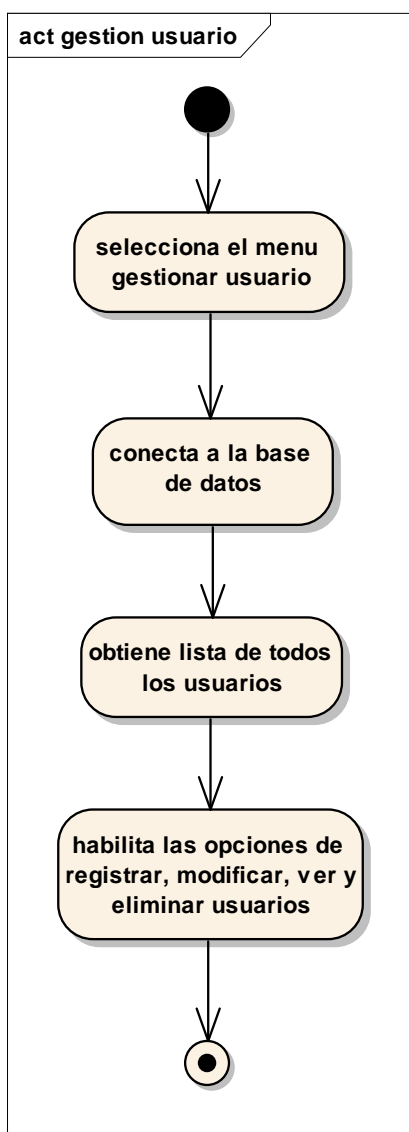 act gestion usuario
selecciona el menu
gestionar usuario
conecta a la base
de datos
obtiene lista de todos
los usuarios
habilita las opciones de
registrar, modificar, ver y
eliminar usuarios